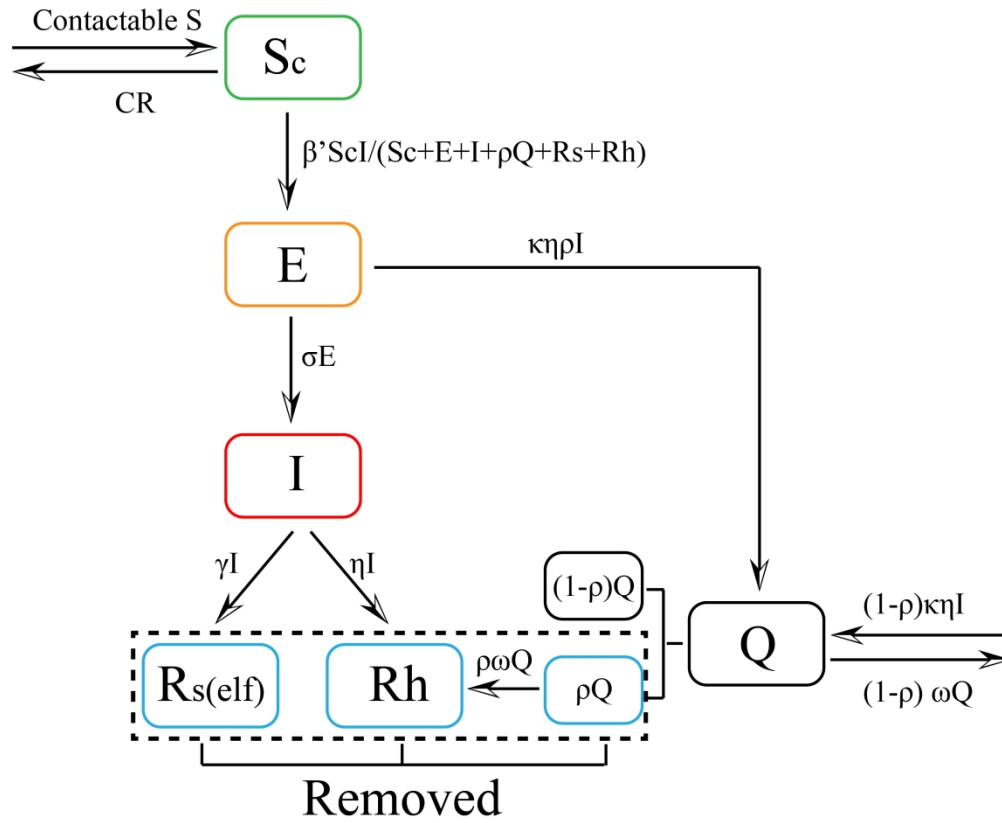 Contactable S
Sc
CR
β’ScI/(Sc+E+I+ρQ+Rs+Rh)
E
κηρI
σE
I
γI
ηI
(1-ρ)Q
(1-ρ)κηI
Q
Rs(elf)
Rh
ρωQ
ρQ
(1-ρ) ωQ
Removed